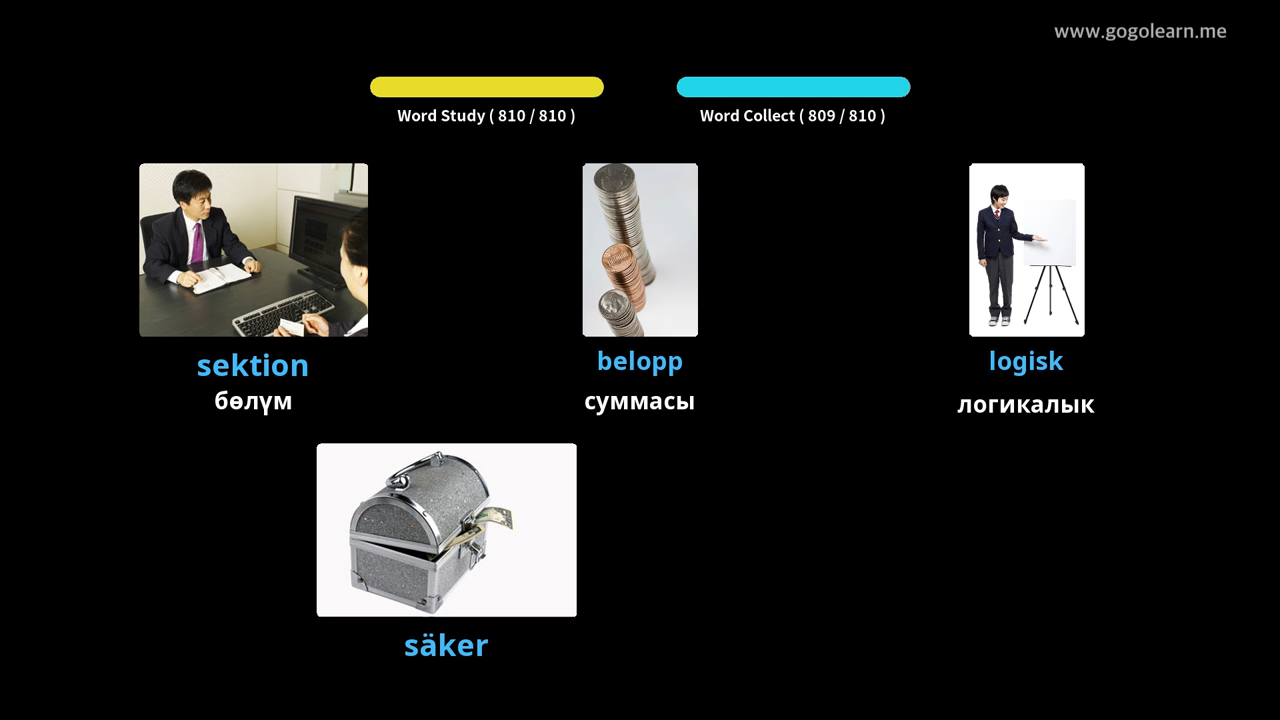 www.gogolearn.me
Word Study ( 810 / 810 )
Word Collect ( 809 / 810 )
sektion
бөлүм
belopp
суммасы
logisk
логикалык
säker